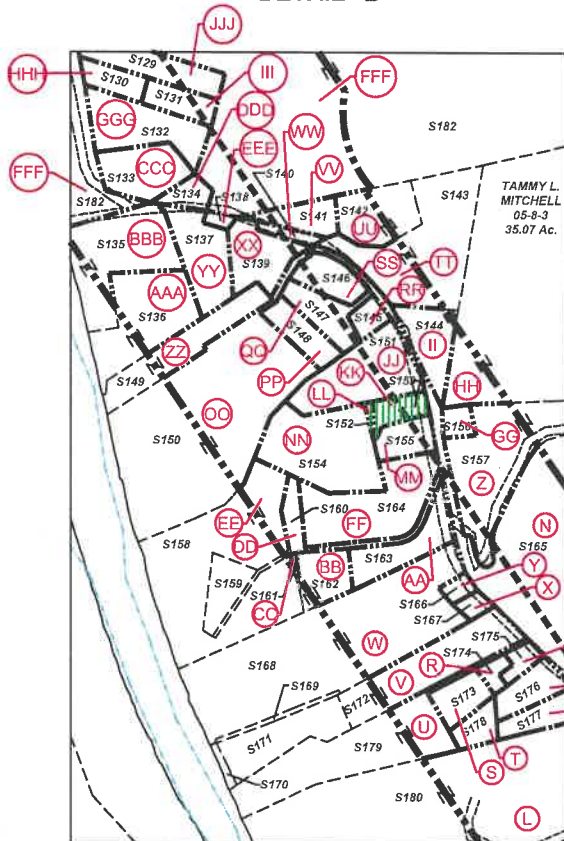 JJJ
HHH
S129
III
S130
S131
FFF
GGG
DDD
WW
S132
EEE
VV
S182
CCC
S140
S143
FFF
S133
S134
S138
S141
S142
UU
TAMMY L.
MITCHELL
05-8-3
35.07 Ac.
S182
BBB
S135
S137
XX
S139
YY
SS
TT
AAA
S146
RR
S136
S147
S145
S144
II
QQ
S148
S151
ZZ
JJ
PP
KK
S149
LL
HH
OO
S152
S156
GG
S150
NN
S155
S157
MM
S154
Z
EE
S160
S164
N
FF
S158
DD
S165
BB
S163
AA
Y
S159
S161
S162
S166
X
CC
S167
W
S175
S168
R
S174
V
S169
S172
S173
S176
U
S178
S177
S171
S179
T
S
S170
S180
L